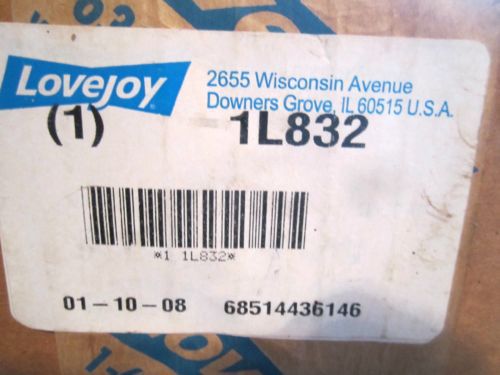 Lovejoy
2655 Wisconsin Avenue
Downers Grove, IL 60515 U.S.A.
(1) 1L832
*1 1L832*
01-10-08 68514436146